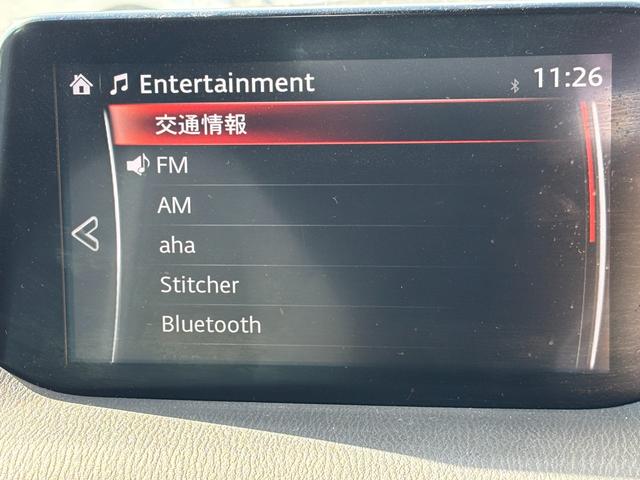 Entertainment 11:26
交通情報
FM
AM
aha
Stitcher
Bluetooth